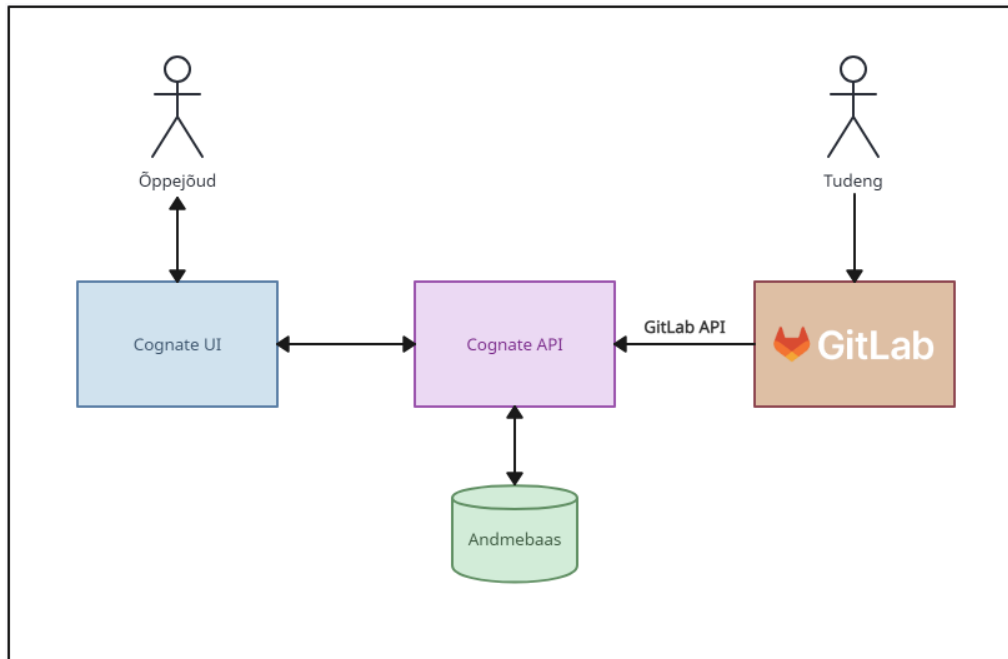 Õppejõud
Tudeng
Cognate UI
Cognate API
GitLab API
GitLab
Andmebaas